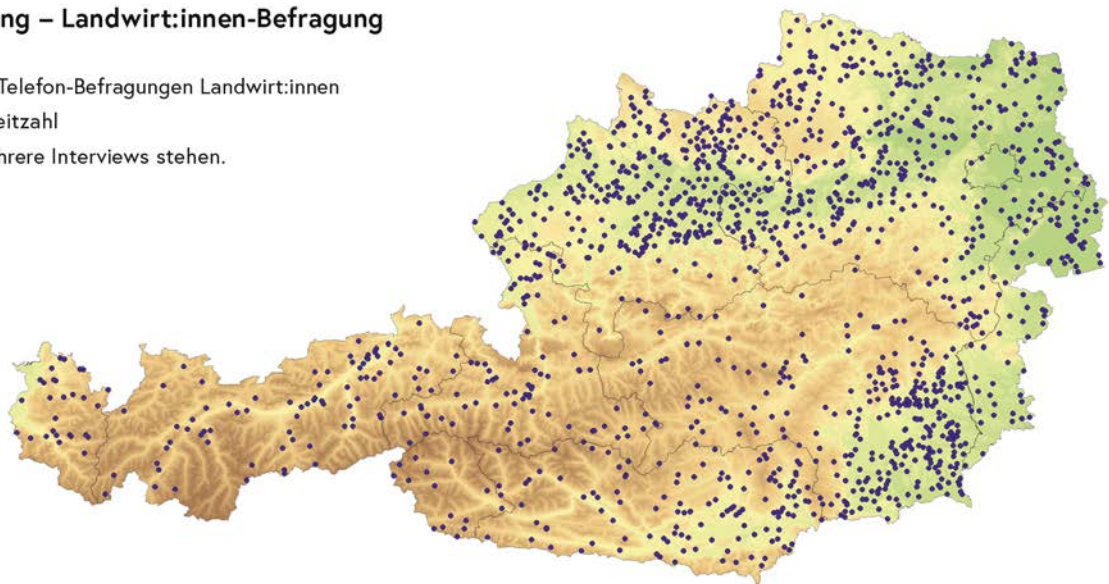 ng – Landwirt:innen-Befragung
Telefon-Befragungen Landwirt:innen
eitzahl
hrere Interviews stehen.